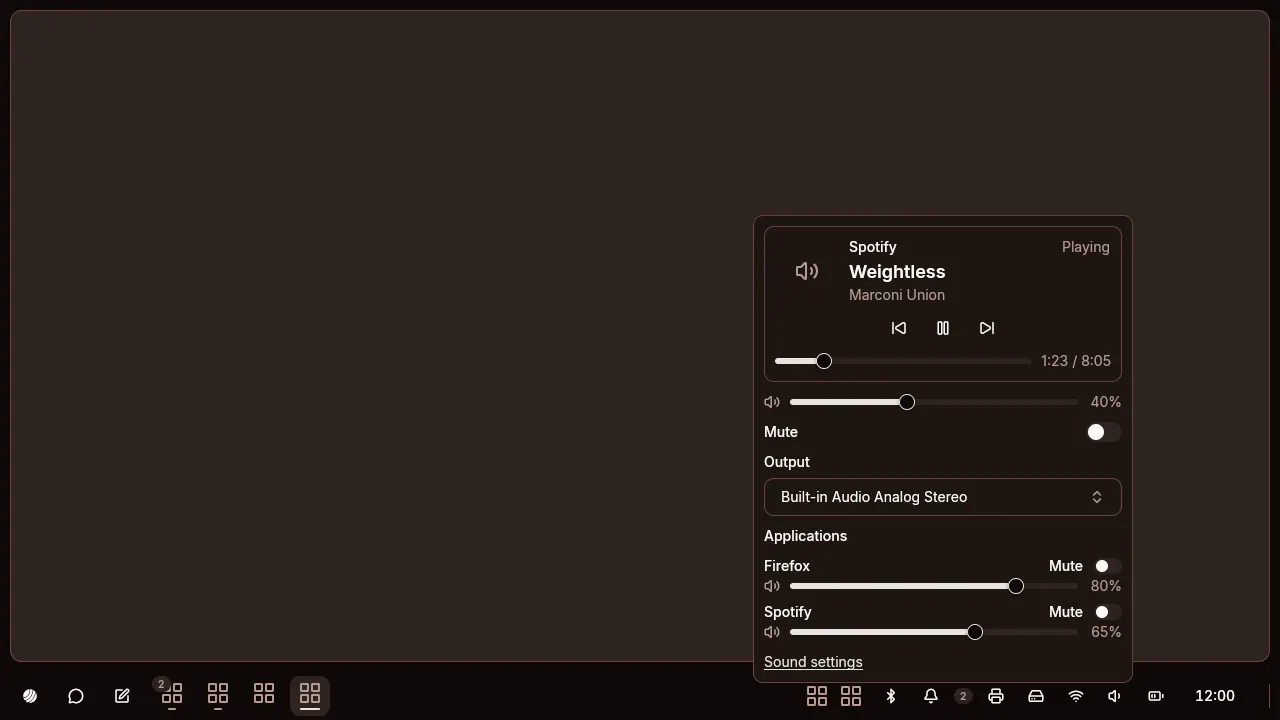 Spotify Playing
Weightless
Marconi Union
1:23 / 8:05
40%
Mute
Output
Built-in Audio Analog Stereo
Applications
Firefox Mute
80%
Spotify Mute
65%
Sound settings
2
2
12:00